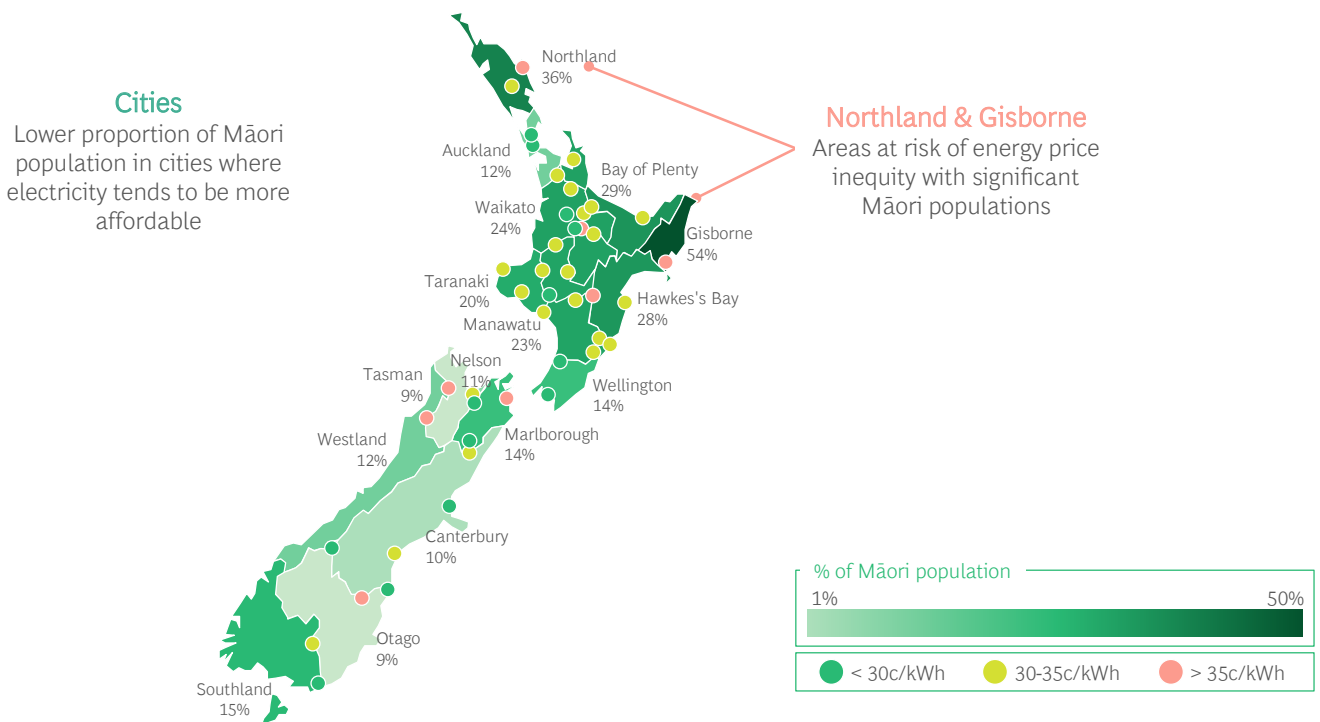 Cities
Lower proportion of Māori
population in cities where
electricity tends to be more
affordable
Northland
36%
Northland & Gisborne
Areas at risk of energy price
inequity with significant
Māori populations
Auckland
12%
Bay of Plenty
29%
Waikato
24%
Gisborne
54%
Taranaki
20%
Hawkes's Bay
28%
Manawatu
23%
Nelson
11%
Tasman
9%
Wellington
14%
Westland
12%
Marlborough
14%
Canterbury
10%
Otago
9%
Southland
15%
% of Māori population
1%
50%
< 30c/kWh
30-35c/kWh
> 35c/kWh